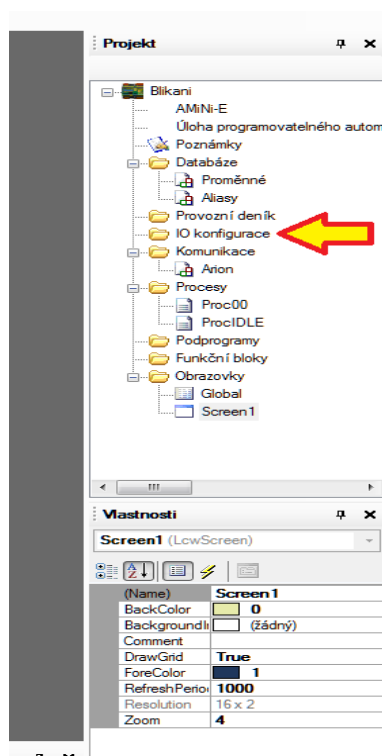 Projekt
Blikani
AMiNi-E
Úloha programovatelného autom
Poznámky
Databáze
Proměnné
Aliasy
Provozní deník
IO konfigurace
Komunikace
Arion
Procesy
Proc00
ProcIDLE
Podprogramy
Funkční bloky
Obrazovky
Global
Screen1
Vlastnosti
Screen1 (LcwScreen)
(Name) Screen1
BackColor 0
BackgroundI (žádný)
Comment
DrawGrid True
ForeColor 1
RefreshPerio 1000
Resolution 16 x 2
Zoom 4